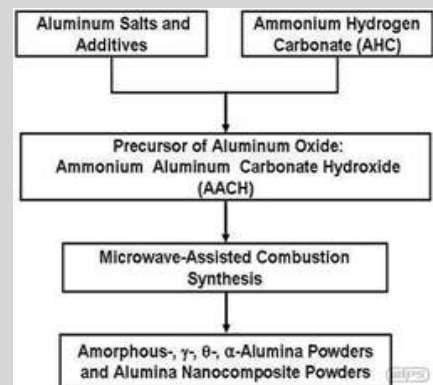 Aluminum Salts and
Additives
Ammonium Hydrogen
Carbonate (AHC)
Precursor of Aluminum Oxide:
Ammonium Aluminum Carbonate Hydroxide
(AACH)
Microwave-Assisted Combustion
Synthesis
Amorphous-, γ-, θ-, α-Alumina Powders
and Alumina Nanocomposite Powders